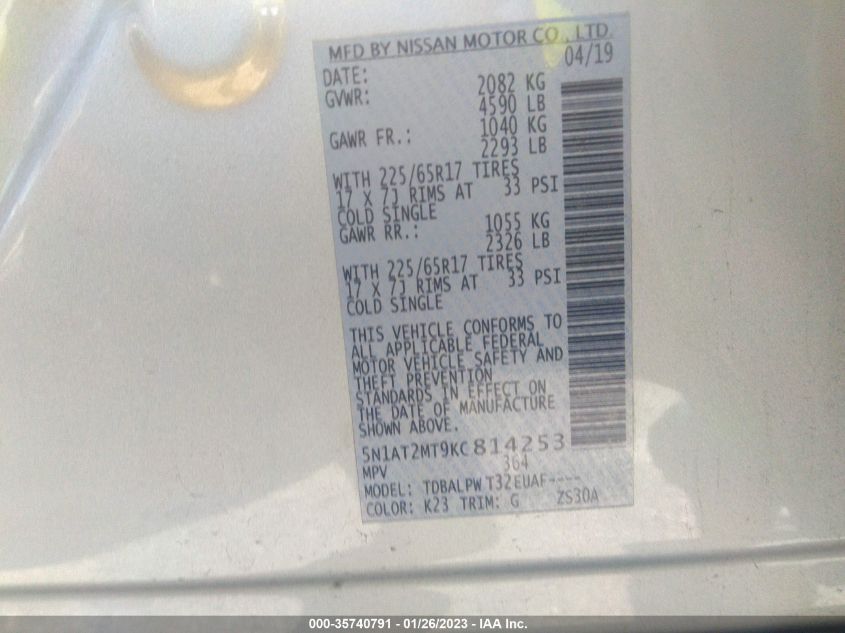 MFD BY NISSAN MOTOR CO., LTD.
DATE: 04/19
GVWR: 2082 KG
4590 LB
GAWR FR.: 1040 KG
2293 LB
WITH 225/65R17 TIRES
17 X 7J RIMS AT 33 PSI
COLD SINGLE
GAWR RR.: 1055 KG
2326 LB
WITH 225/65R17 TIRES
17 X 7J RIMS AT 33 PSI
COLD SINGLE
THIS VEHICLE CONFORMS TO
ALL APPLICABLE FEDERAL
MOTOR VEHICLE SAFETY AND
THEFT PREVENTION
STANDARDS IN EFFECT ON
THE DATE OF MANUFACTURE
SHOWN ABOVE.
5N1AT2MT9KC814253
MPV 364
MODEL: TDBALPW T32EUAF----
COLOR: K23 TRIM: G ZS30A
000-35740791 - 01/26/2023 - IAA Inc.